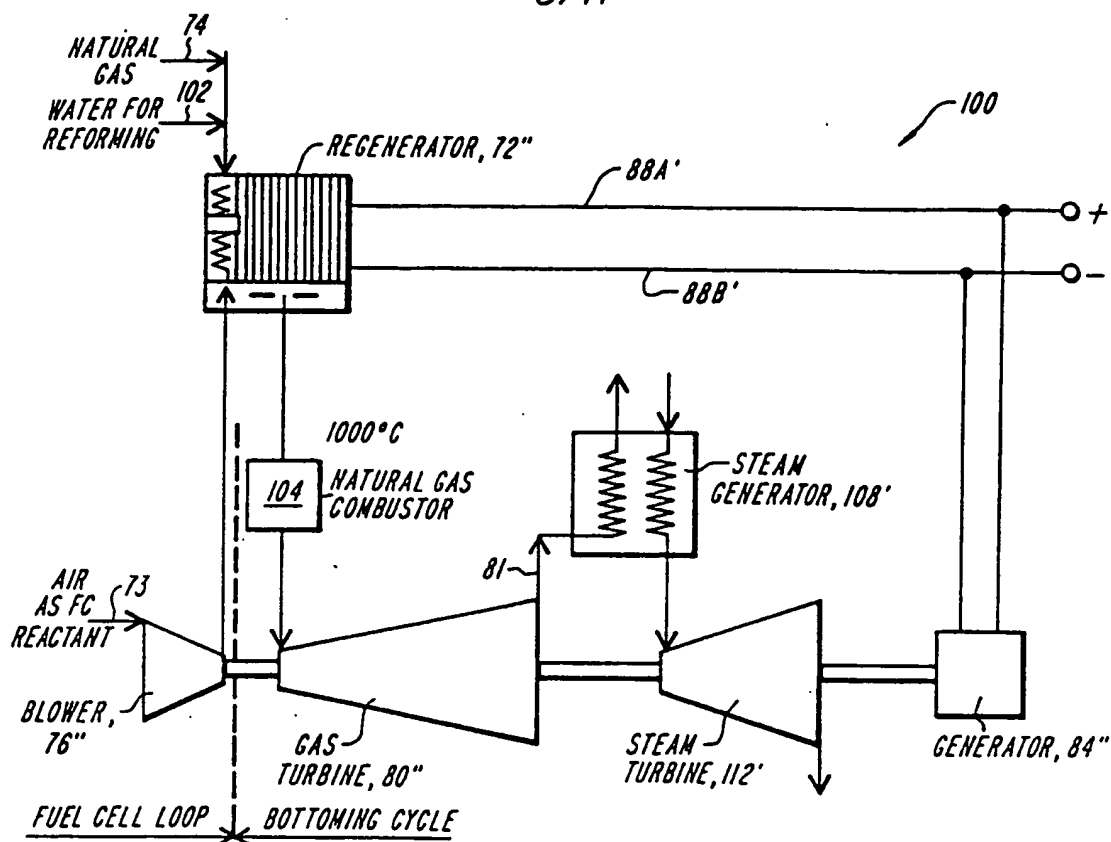 74
NATURAL
GAS
102
WATER FOR
REFORMING
100
REGENERATOR, 72"
88A'
+
88B'
-
1000°C
104
NATURAL GAS
COMBUSTOR
STEAM
GENERATOR, 108'
81
AIR
AS FC
REACTANT
73
BLOWER,
76"
GAS
TURBINE, 80"
STEAM
TURBINE, 112'
GENERATOR, 84"
FUEL CELL LOOP
BOTTOMING CYCLE